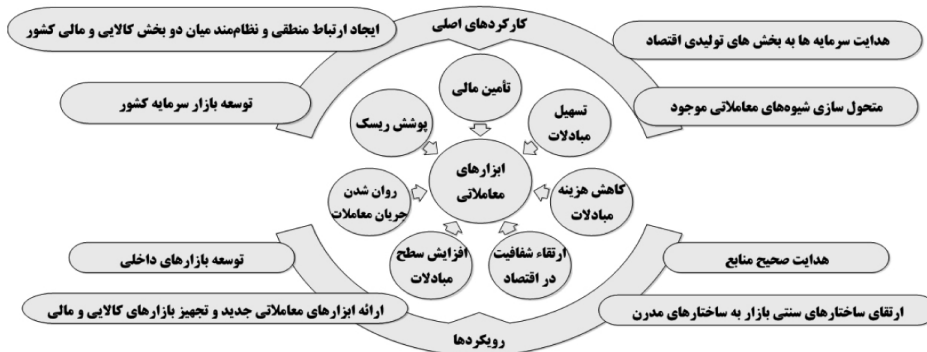 کارکردهای اصلی
هدایت سرمایه ها به بخش های تولیدی اقتصاد
ایجاد ارتباط منطقی و نظام‌مند میان دو بخش کالایی و مالی کشور
متحول سازی شیوه‌های معاملاتی موجود
توسعه بازار سرمایه کشور
تأمین مالی
تسهیل
مبادلات
پوشش ریسک
ابزارهای
معاملاتی
کاهش هزینه
مبادلات
روان شدن
جریان معاملات
ارتقاء شفافیت
در اقتصاد
افزایش سطح
مبادلات
هدایت صحیح منابع
توسعه بازارهای داخلی
ارتقای ساختارهای سنتی بازار به ساختارهای مدرن
ارائه ابزارهای معاملاتی جدید و تجهیز بازارهای کالایی و مالی
رویکردها